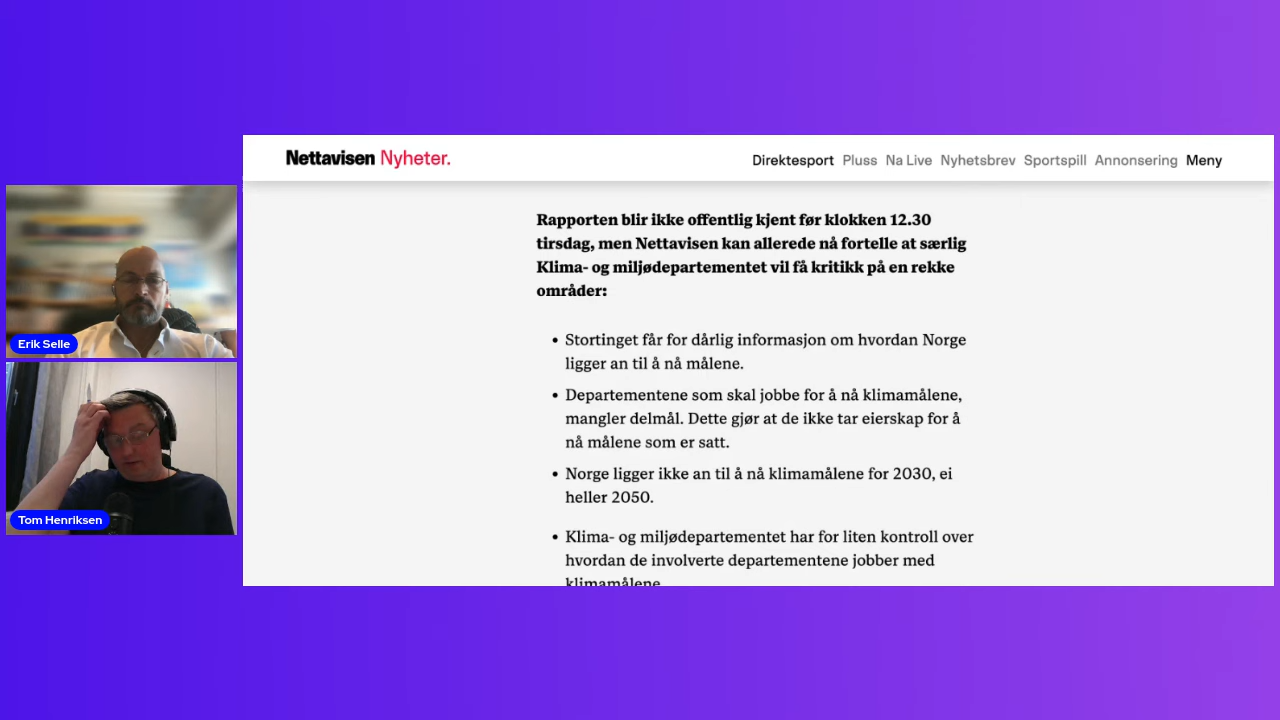 Nettavisen Nyheter.
Direktesport Pluss Na Live Nyhetsbrev Sportspill Annonsering Meny
Rapporten blir ikke offentlig kjent før klokken 12.30
tirsdag, men Nettavisen kan allerede nå fortelle at særlig
Klima- og miljødepartementet vil få kritikk på en rekke
områder:
• Stortinget får for dårlig informasjon om hvordan Norge
ligger an til å nå målene.
• Departementene som skal jobbe for å nå klimamålene,
mangler delmål. Dette gjør at de ikke tar eierskap for å
nå målene som er satt.
• Norge ligger ikke an til å nå klimamålene for 2030, ei
heller 2050.
• Klima- og miljødepartementet har for liten kontroll over
hvordan de involverte departementene jobber med
klimamålene
Erik Selle
Tom Henriksen